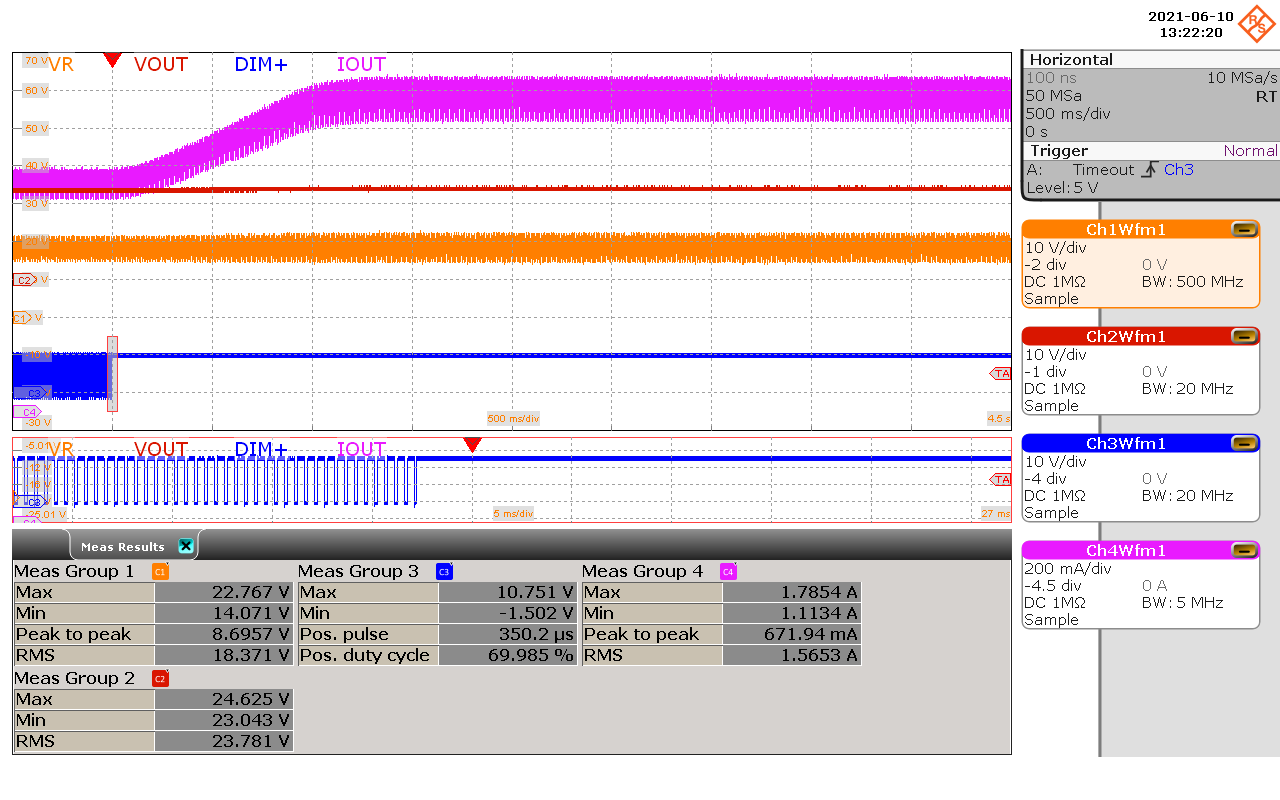 2021-06-10
13:22:20
R&S
VR VOUT DIM+ IOUT
70 V
60 V
50 V
40 V
30 V
20 V
C2 V
C1 V
C3
C4
-30 V
500 ms/div
4.5 s
TA
VR VOUT DIM+ IOUT
-5.01
C3
C4
-25.01 V
5 ms/div
27 ms
TA
Horizontal
100 ns 10 MSa/s
50 MSa RT
500 ms/div
0 s
Trigger Normal
A: Timeout Ch3
Level: 5 V
Ch1Wfm1
10 V/div
-2 div 0 V
DC 1MΩ BW: 500 MHz
Sample
Ch2Wfm1
10 V/div
-1 div 0 V
DC 1MΩ BW: 20 MHz
Sample
Ch3Wfm1
10 V/div
-4 div 0 V
DC 1MΩ BW: 20 MHz
Sample
Ch4Wfm1
200 mA/div
-4.5 div 0 A
DC 1MΩ BW: 5 MHz
Sample
Meas Results
Meas Group 1 C1
Max 22.767 V
Min 14.071 V
Peak to peak 8.6957 V
RMS 18.371 V
Meas Group 2 C2
Max 24.625 V
Min 23.043 V
RMS 23.781 V
Meas Group 3 C3
Max 10.751 V
Min -1.502 V
Pos. pulse 350.2 µs
Pos. duty cycle 69.985 %
Meas Group 4 C4
Max 1.7854 A
Min 1.1134 A
Peak to peak 671.94 mA
RMS 1.5653 A